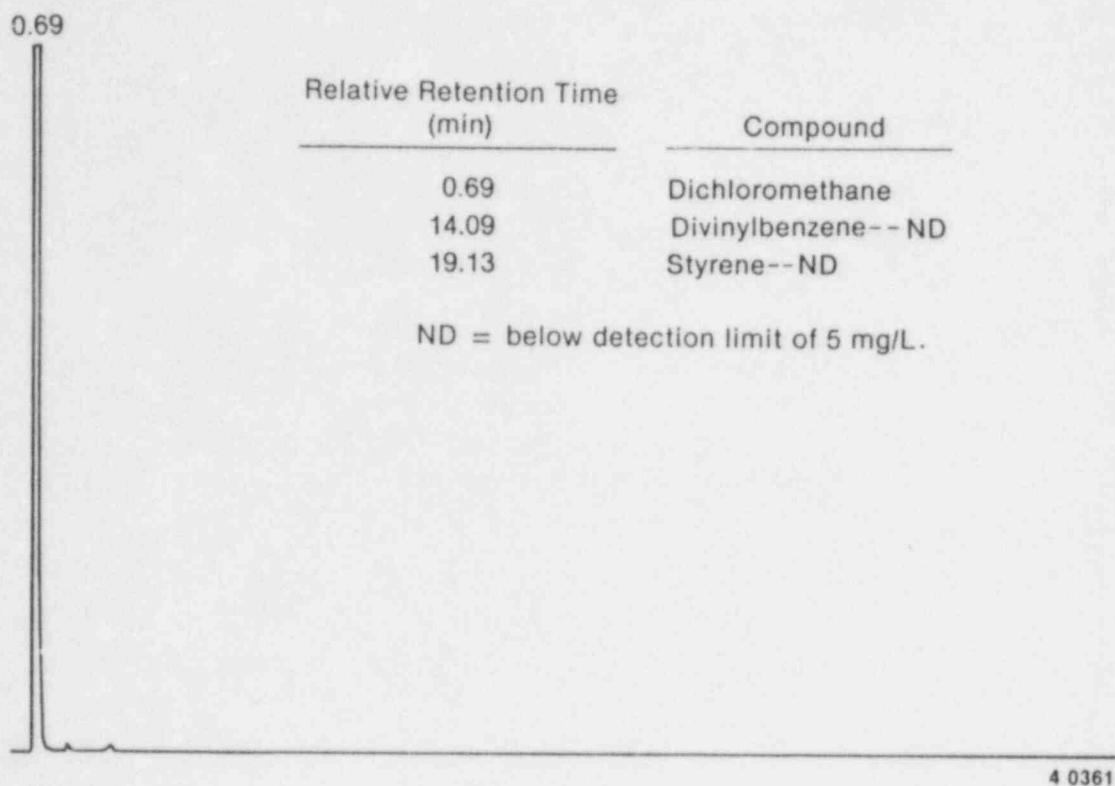 0.69
Relative Retention Time
(min) Compound
0.69 Dichloromethane
14.09 Divinylbenzene--ND
19.13 Styrene--ND
ND = below detection limit of 5 mg/L.
4 0361